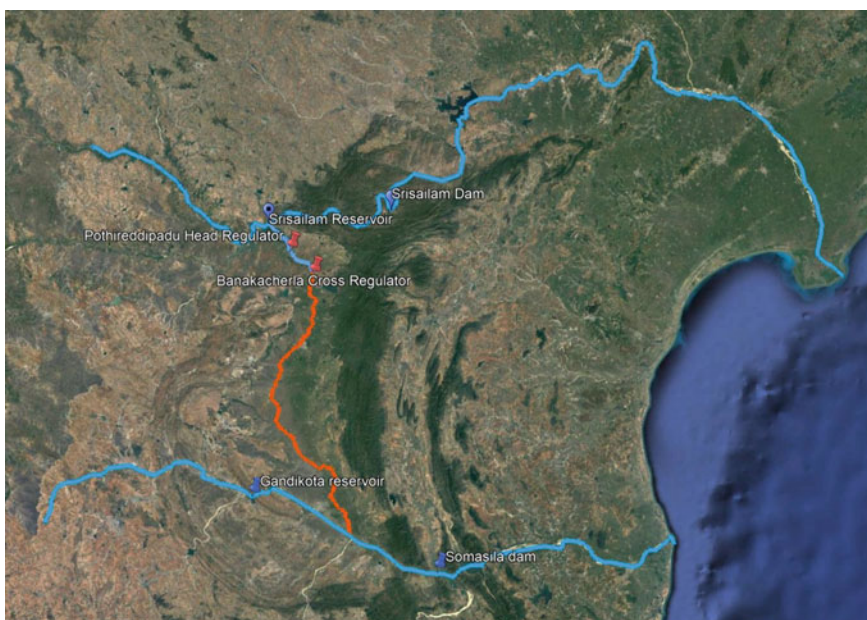 Srisailam Dam
Srisailam Reservoir
Pothireddipadu Head Regulator
Banakacherla Cross Regulator
Gandikota reservoir
Somasila dam